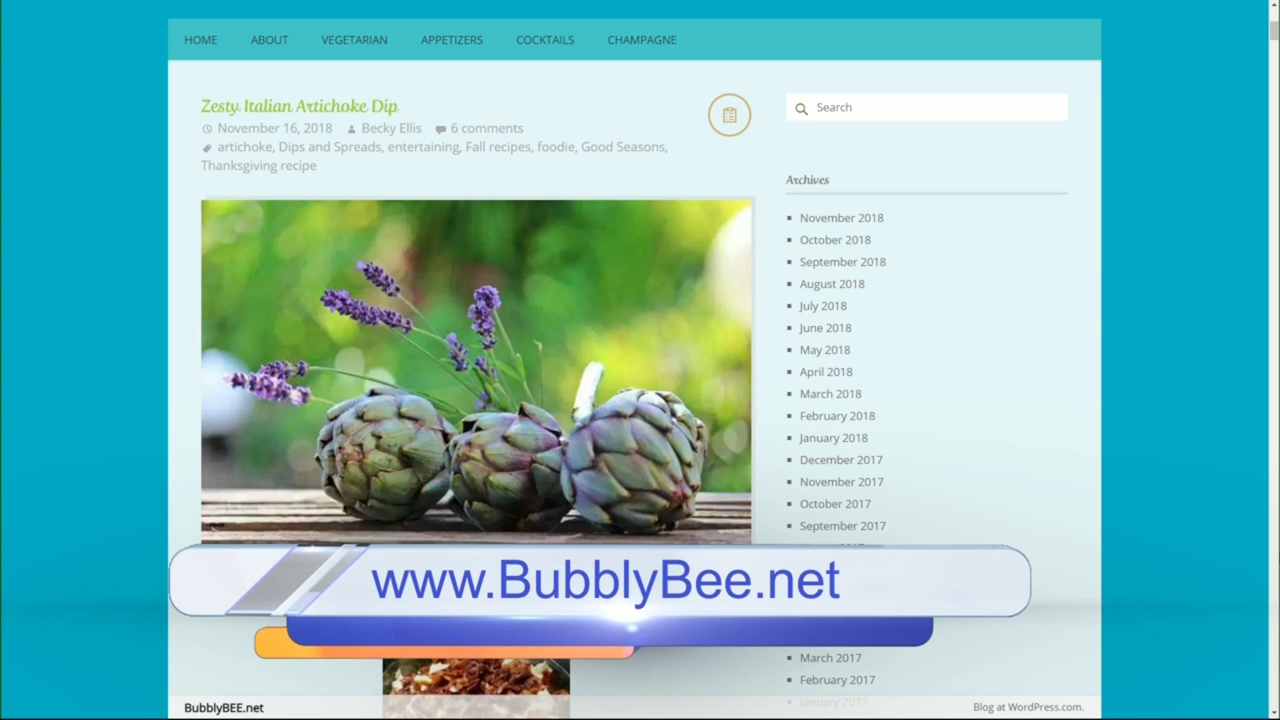 HOME ABOUT VEGETARIAN APPETIZERS COCKTAILS CHAMPAGNE
Zesty Italian Artichoke Dip
November 16, 2018 Becky Ellis 6 comments
artichoke, Dips and Spreads, entertaining, Fall recipes, foodie, Good Seasons,
Thanksgiving recipe
Search
Archives
November 2018
October 2018
September 2018
August 2018
July 2018
June 2018
May 2018
April 2018
March 2018
February 2018
January 2018
December 2017
November 2017
October 2017
September 2017
www.BubblyBee.net
March 2017
February 2017
January 2017
BubblyBEE.net
Blog at WordPress.com.